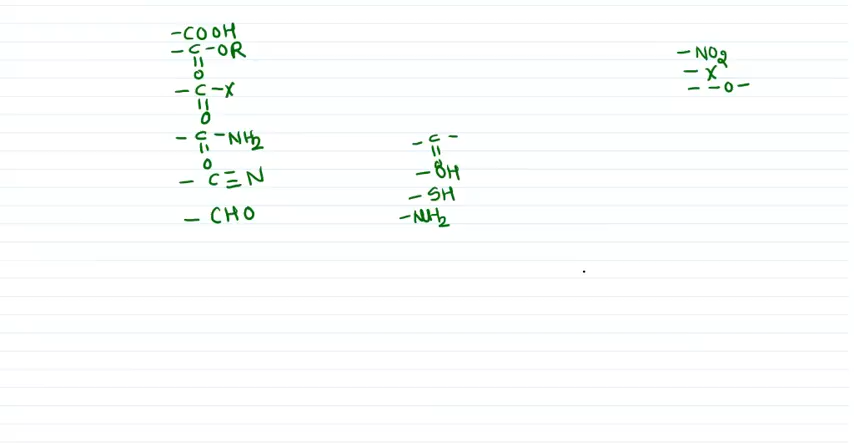 -COOH
-C-OR
||
O
-C-X
||
O
-C-NH2
||
O
-C≡N
-CHO
-C-
||
O
-OH
-SH
-NH2
-NO2
-X
--O-